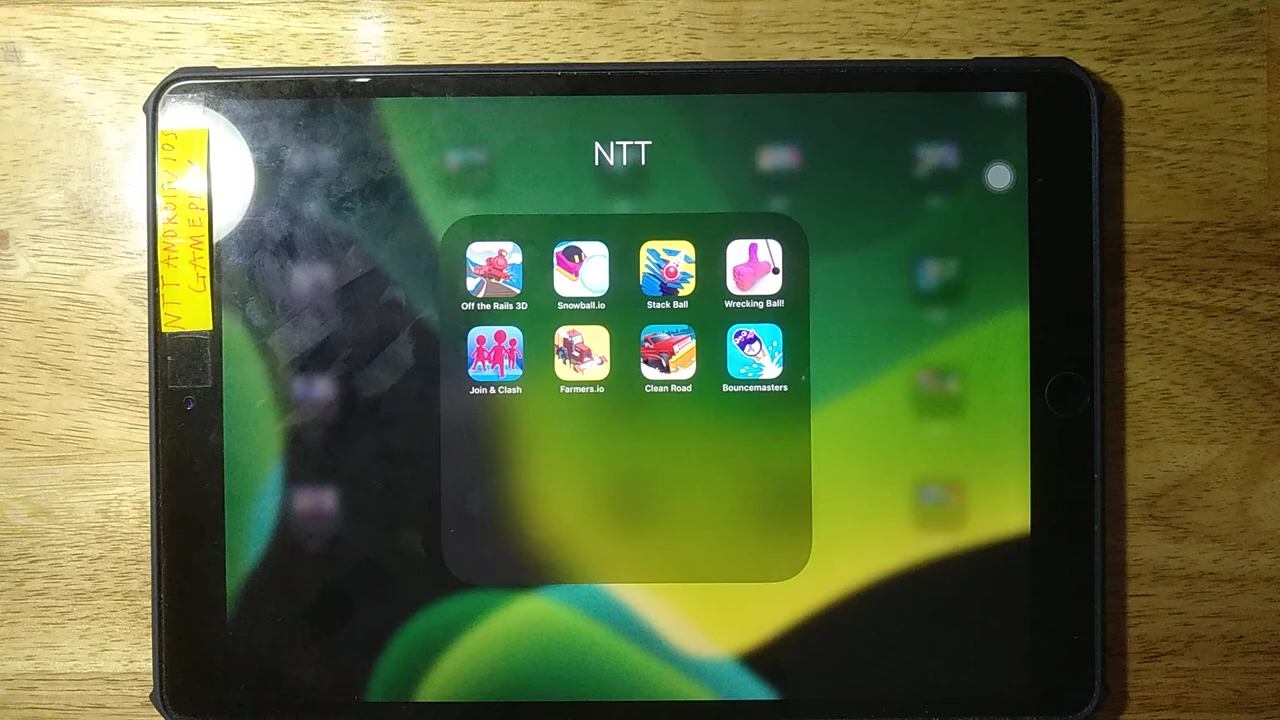 NTT ANDROID/IOS
GAMEPLAY
NTT
Off the Rails 3D
Snowball.io
Stack Ball
Wrecking Ball!
Join & Clash
Farmers.io
Clean Road
Bouncemasters